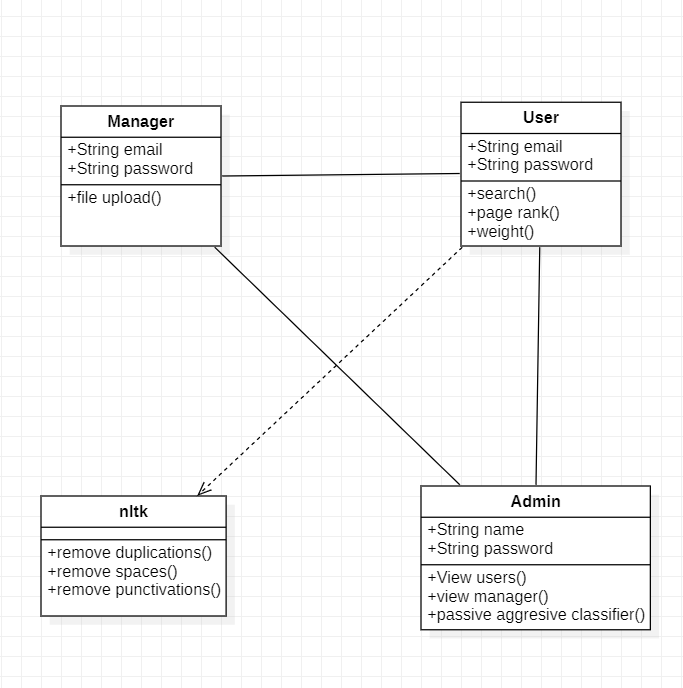 Manager
+String email
+String password
+file upload()
User
+String email
+String password
+search()
+page rank()
+weight()
nltk
+remove duplications()
+remove spaces()
+remove punctivations()
Admin
+String name
+String password
+View users()
+view manager()
+passive aggresive classifier()